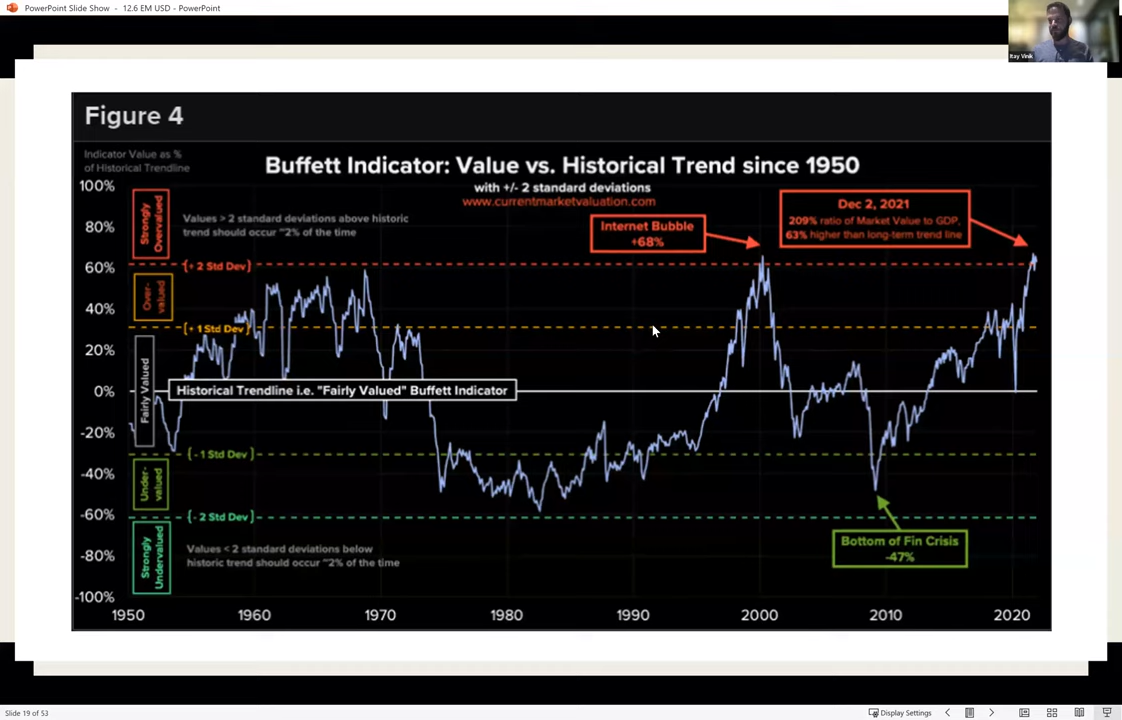 PowerPoint Slide Show - 12.6 EM USD - PowerPoint
Itay Vinik
Figure 4
Indicator Value as %
of Historical Trendline
Buffett Indicator: Value vs. Historical Trend since 1950
with +/- 2 standard deviations
www.currentmarketvaluation.com
100%
80%
60%
40%
20%
0%
-20%
-40%
-60%
-80%
-100%
Strongly
Overvalued
Over-
valued
Fairly Valued
Under-
valued
Strongly
Undervalued
Values > 2 standard deviations above historic
trend should occur ~2% of the time
[+ 2 Std Dev]
[+ 1 Std Dev]
Historical Trendline i.e. "Fairly Valued" Buffett Indicator
[- 1 Std Dev]
[- 2 Std Dev]
Values < 2 standard deviations below
historic trend should occur ~2% of the time
Internet Bubble
+68%
Dec 2, 2021
209% ratio of Market Value to GDP,
63% higher than long-term trend line
Bottom of Fin Crisis
-47%
1950 1960 1970 1980 1990 2000 2010 2020
Slide 19 of 53
Display Settings